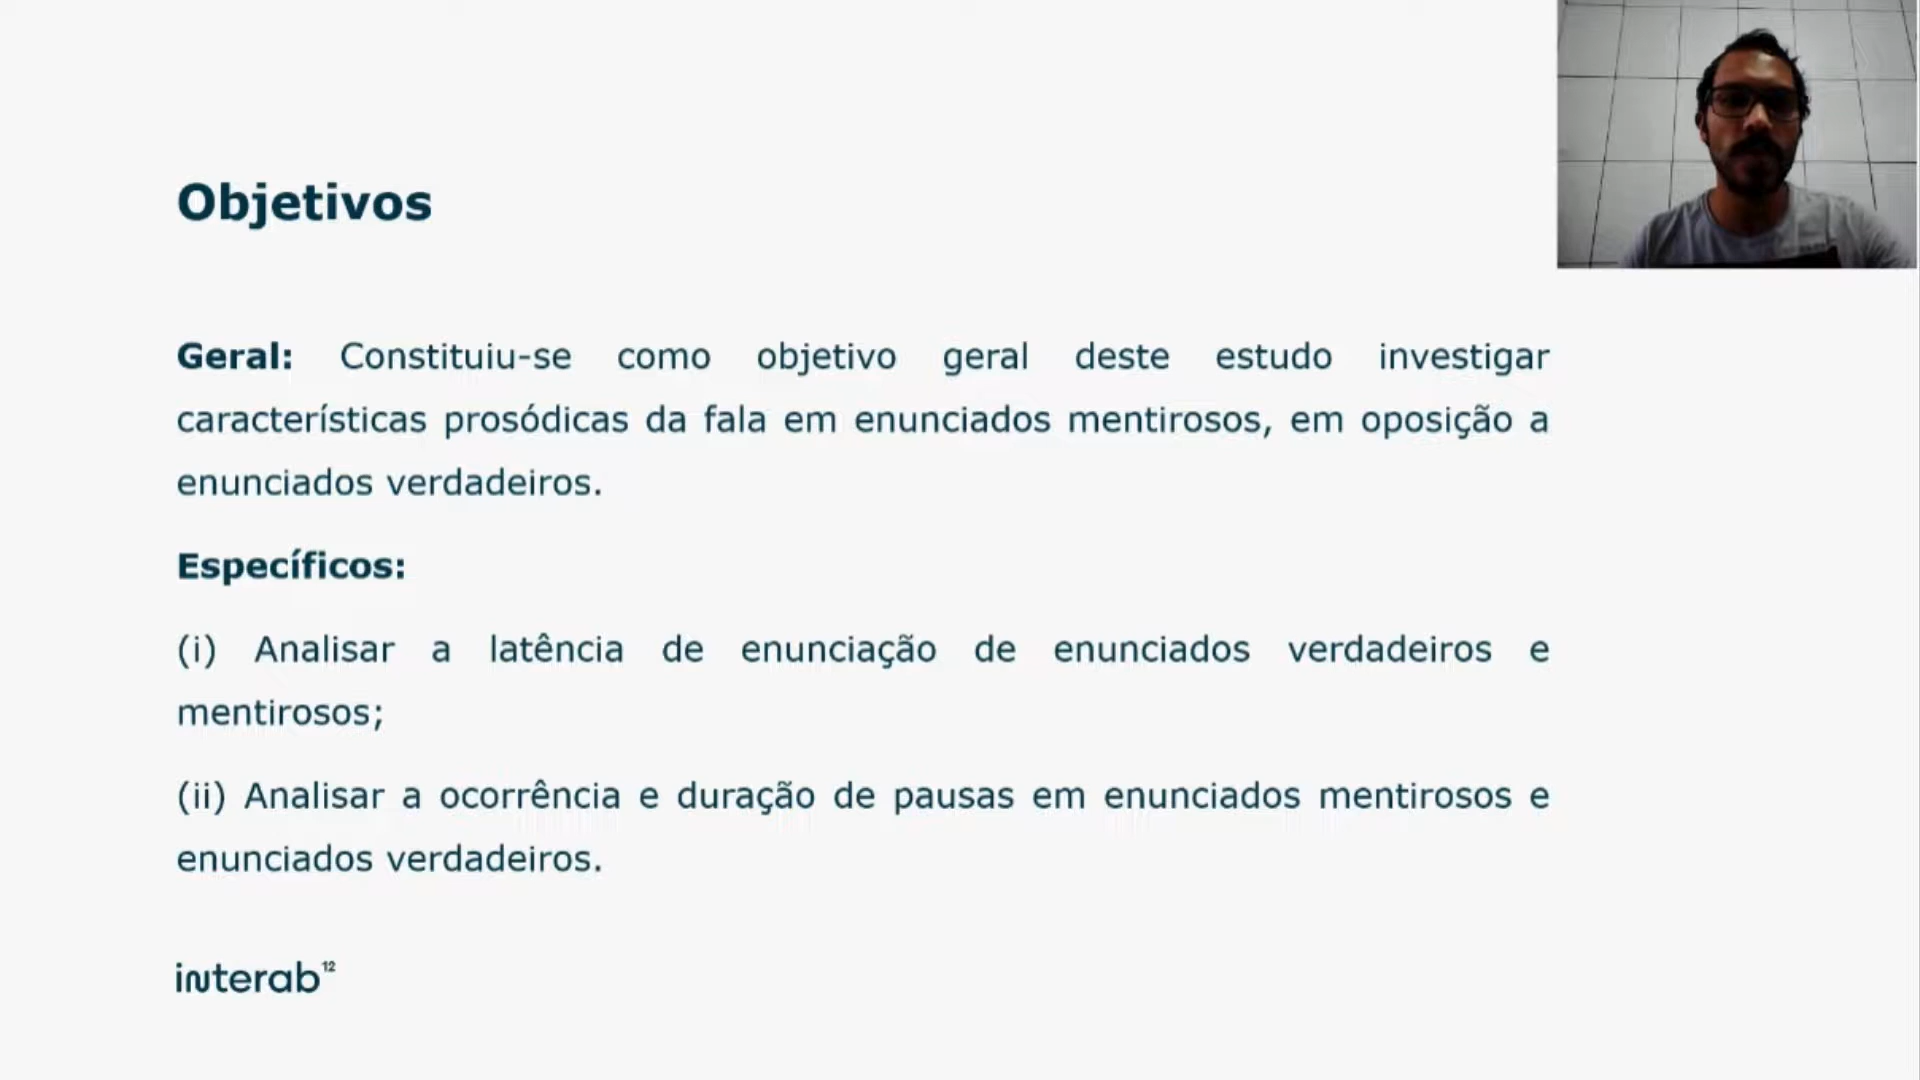 Objetivos
Geral: Constituiu-se como objetivo geral deste estudo investigar
características prosódicas da fala em enunciados mentirosos, em oposição a
enunciados verdadeiros.
Específicos:
(i) Analisar a latência de enunciação de enunciados verdadeiros e
mentirosos;
(ii) Analisar a ocorrência e duração de pausas em enunciados mentirosos e
enunciados verdadeiros.
interab12